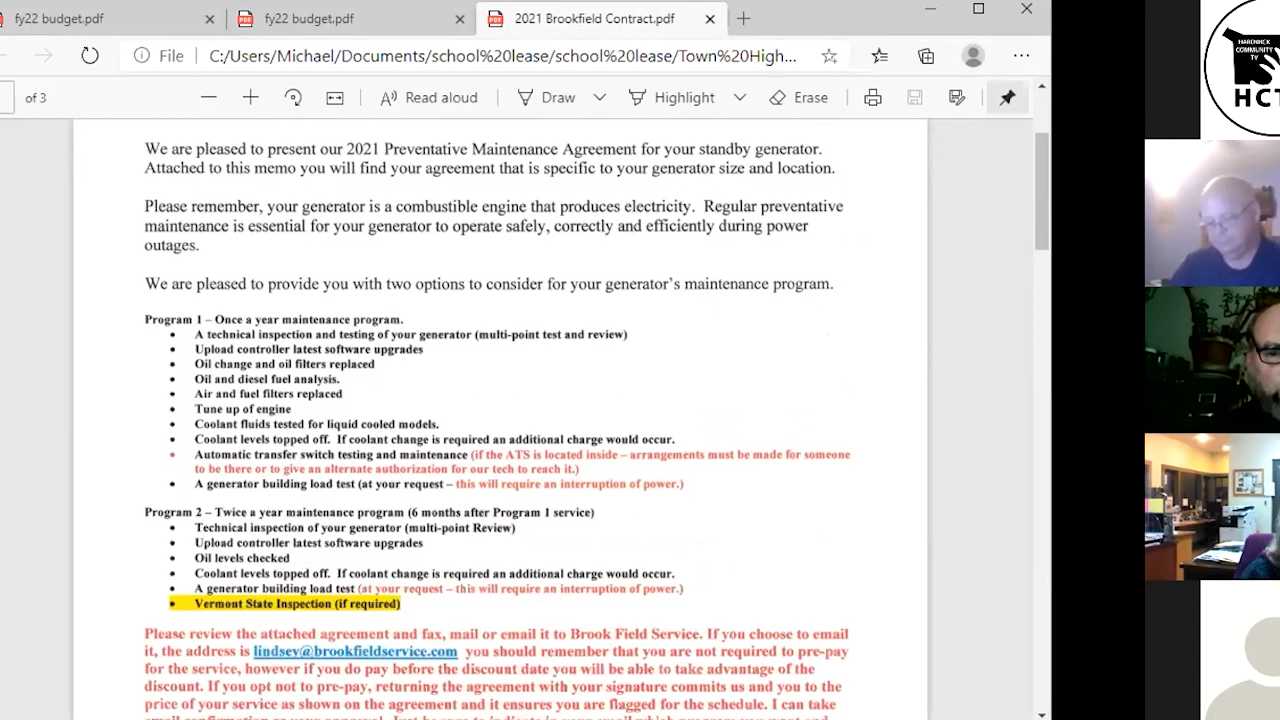 fy22 budget.pdf
fy22 budget.pdf
2021 Brookfield Contract.pdf
File
C:/Users/Michael/Documents/school%20lease/school%20lease/Town%20High...
of 3
Read aloud
Draw
Highlight
Erase
We are pleased to present our 2021 Preventative Maintenance Agreement for your standby generator.
Attached to this memo you will find your agreement that is specific to your generator size and location.
Please remember, your generator is a combustible engine that produces electricity. Regular preventative
maintenance is essential for your generator to operate safely, correctly and efficiently during power
outages.
We are pleased to provide you with two options to consider for your generator's maintenance program.
Program 1 – Once a year maintenance program.
• A technical inspection and testing of your generator (multi-point test and review)
• Upload controller latest software upgrades
• Oil change and oil filters replaced
• Oil and diesel fuel analysis.
• Air and fuel filters replaced
• Tune up of engine
• Coolant fluids tested for liquid cooled models.
• Coolant levels topped off. If coolant change is required an additional charge would occur.
• Automatic transfer switch testing and maintenance (if the ATS is located inside – arrangements must be made for someone
to be there or to give an alternate authorization for our tech to reach it.)
• A generator building load test (at your request – this will require an interruption of power.)
Program 2 – Twice a year maintenance program (6 months after Program 1 service)
• Technical inspection of your generator (multi-point Review)
• Upload controller latest software upgrades
• Oil levels checked
• Coolant levels topped off. If coolant change is required an additional charge would occur.
• A generator building load test (at your request – this will require an interruption of power.)
• Vermont State Inspection (if required)
Please review the attached agreement and fax, mail or email it to Brook Field Service. If you choose to email
it, the address is lindsey@brookfieldservice.com you should remember that you are not required to pre-pay
for the service, however if you do pay before the discount date you will be able to take advantage of the
discount. If you opt not to pre-pay, returning the agreement with your signature commits us and you to the
price of your service as shown on the agreement and it ensures you are flagged for the schedule. I can take
HARDWICK
COMMUNITY
TV
HCT